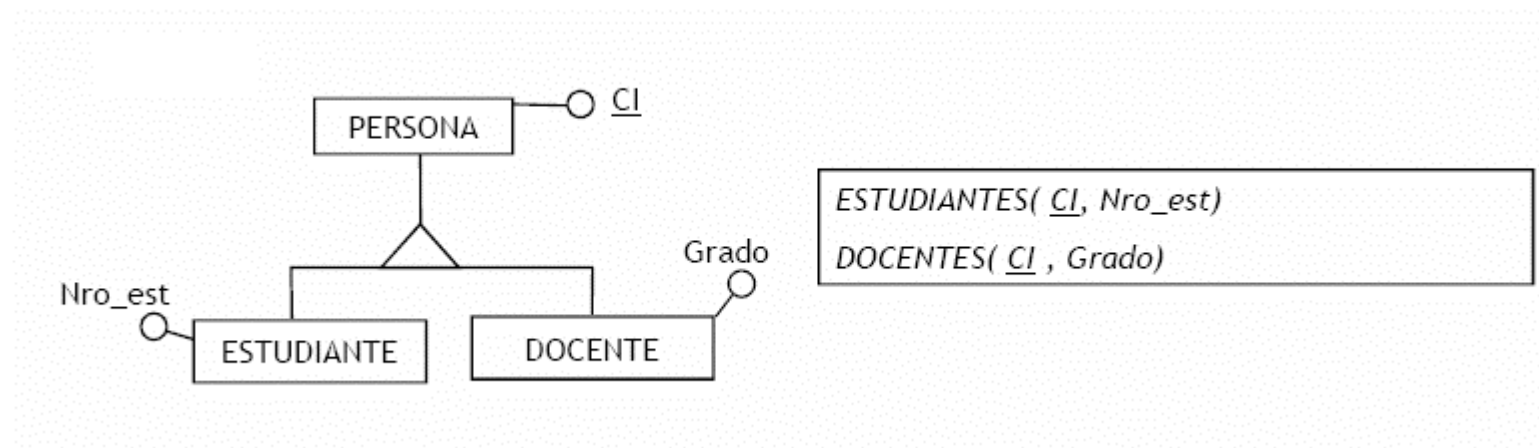 CI
PERSONA
Grado
Nro_est
ESTUDIANTE
DOCENTE
ESTUDIANTES( CI, Nro_est)
DOCENTES( CI , Grado)